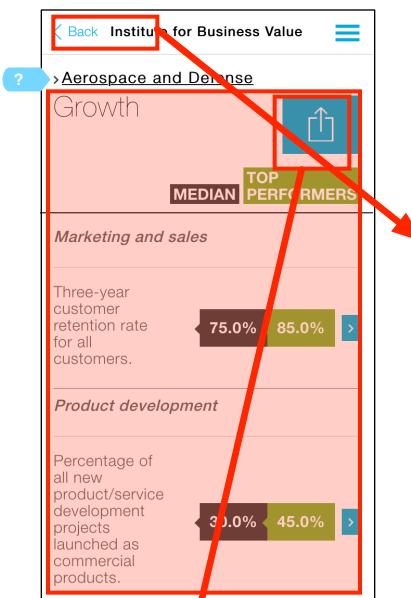 Back Institute for Business Value
?
Aerospace and Defense
Growth
TOP
MEDIAN PERFORMERS
Marketing and sales
Three-year
customer
retention rate
for all
customers.
75.0% 85.0%
Product development
Percentage of
all new
product/service
development
projects
launched as
commercial
products.
30.0% 45.0%